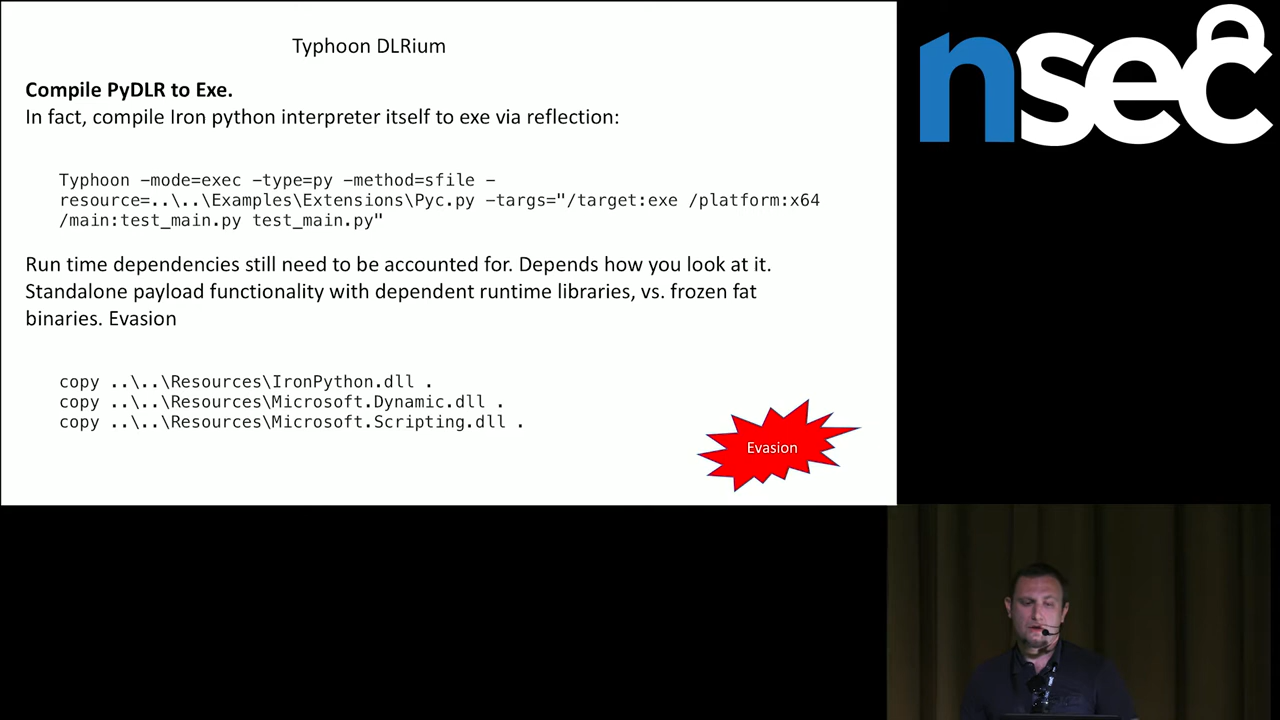 Typhoon DLRium
Compile PyDLR to Exe.
In fact, compile Iron python interpreter itself to exe via reflection:
Typhoon -mode=exec -type=py -method=sfile -
resource=..\..\Examples\Extensions\Pyc.py -targs="/target:exe /platform:x64
/main:test_main.py test_main.py"
Run time dependencies still need to be accounted for. Depends how you look at it.
Standalone payload functionality with dependent runtime libraries, vs. frozen fat
binaries. Evasion
copy ..\..\Resources\IronPython.dll .
copy ..\..\Resources\Microsoft.Dynamic.dll .
copy ..\..\Resources\Microsoft.Scripting.dll .
Evasion
nsec